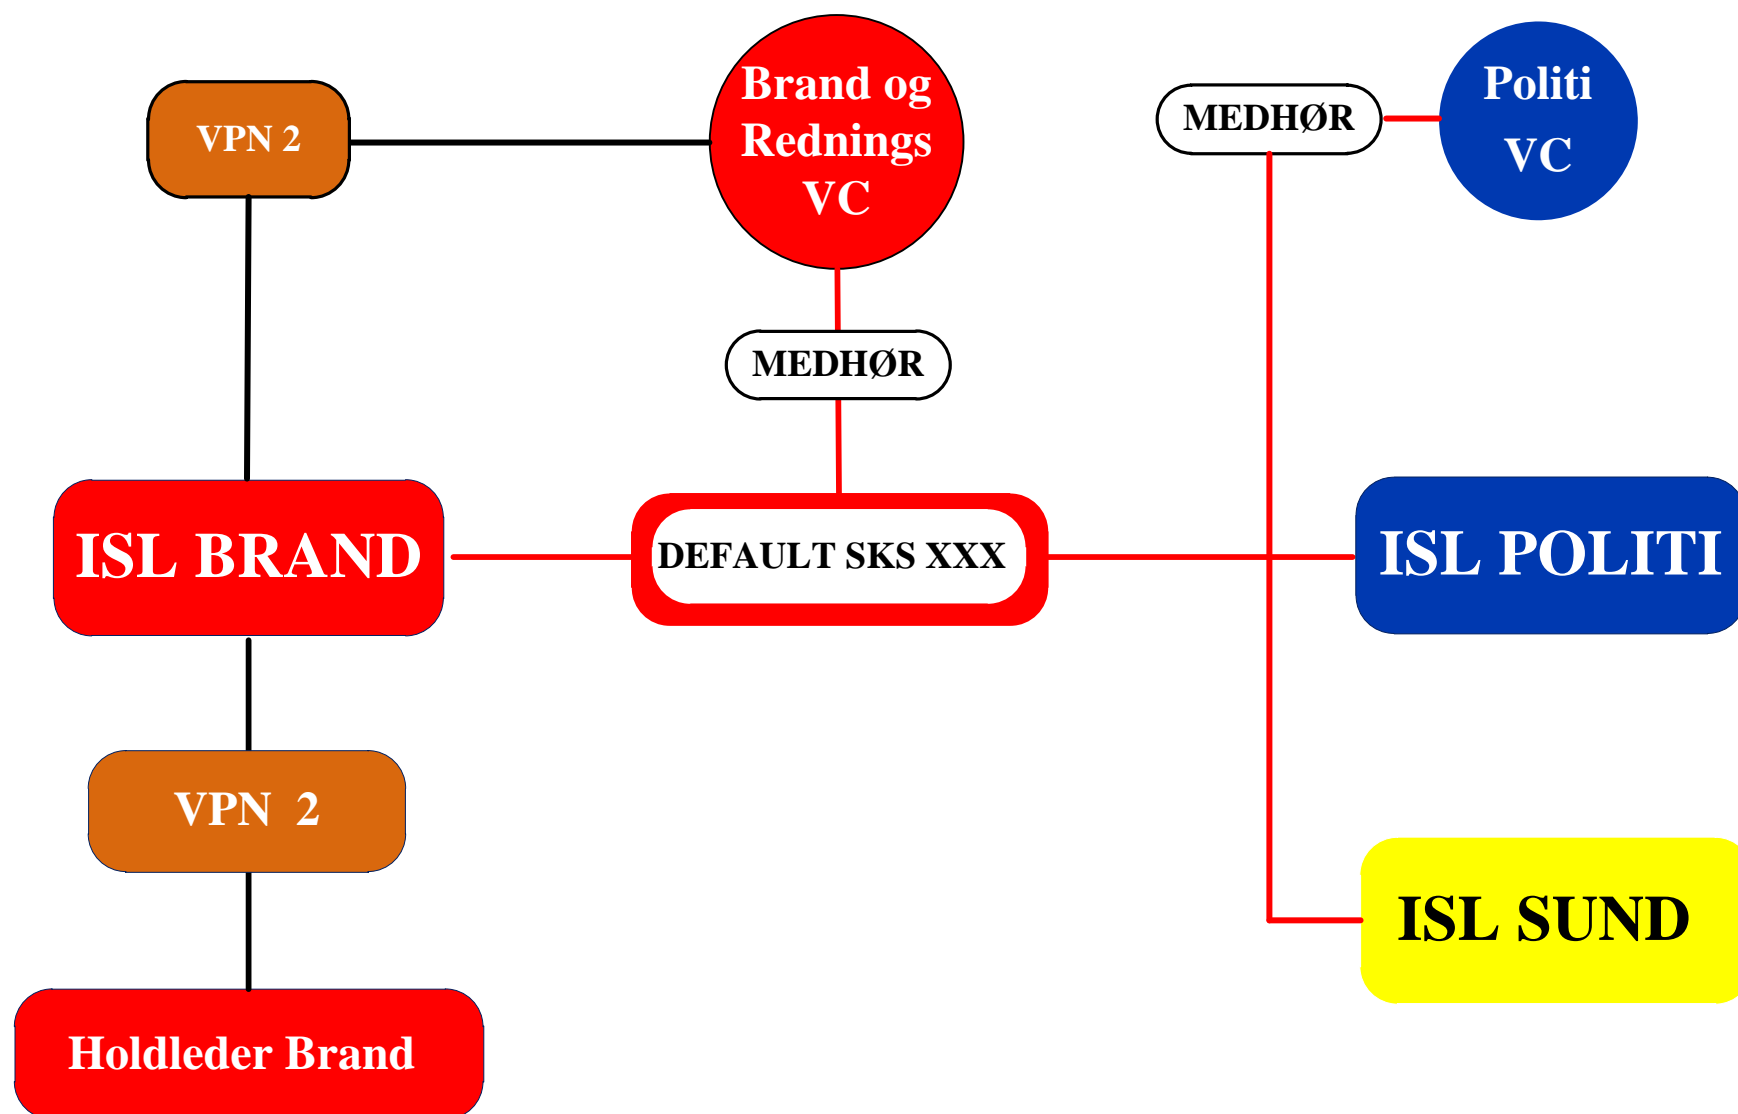 Brand og
Rednings
VC
Politi
VC
VPN 2
MEDHØR
MEDHØR
ISL BRAND
DEFAULT SKS XXX
ISL POLITI
VPN  2
ISL SUND
Holdleder Brand